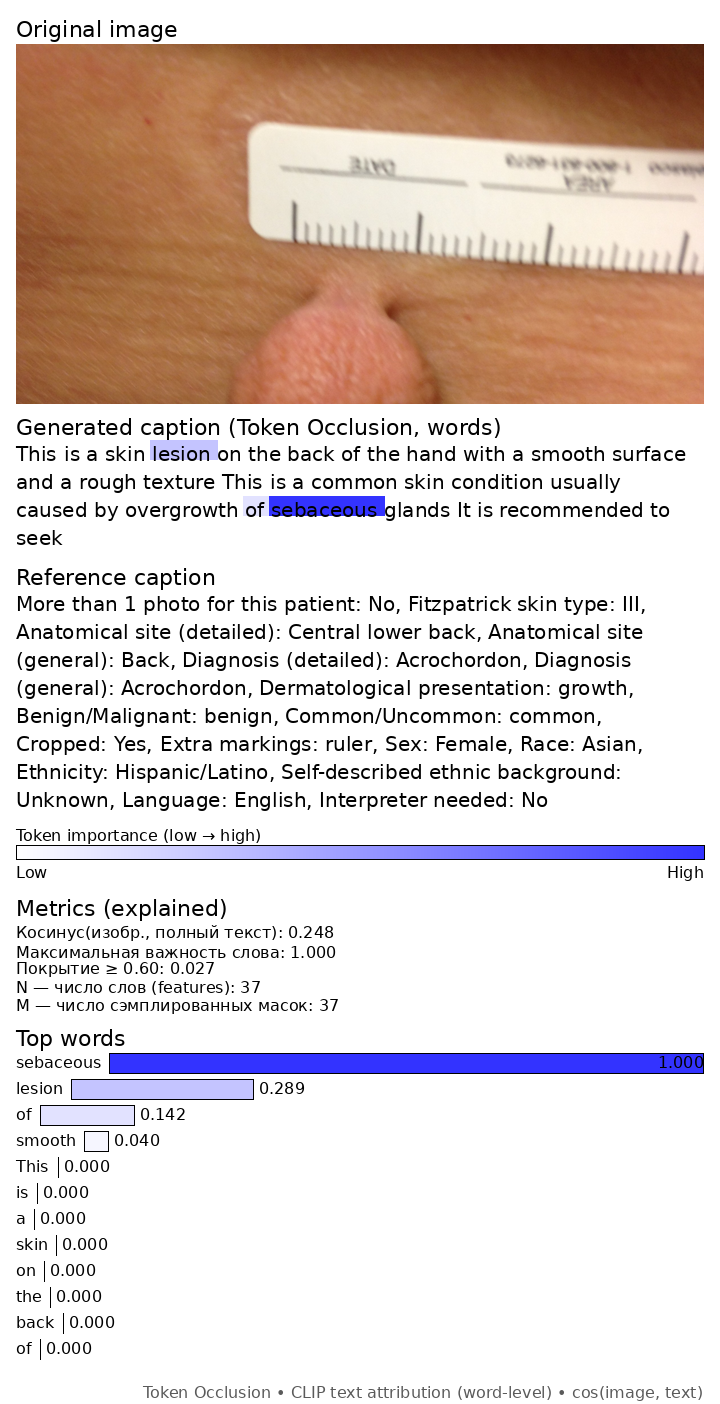 Original image
DATE
1-800-631-6273
AREA
Generated caption (Token Occlusion, words)
This is a skin lesion on the back of the hand with a smooth surface
and a rough texture This is a common skin condition usually
caused by overgrowth of sebaceous glands It is recommended to
seek
Reference caption
More than 1 photo for this patient: No, Fitzpatrick skin type: III,
Anatomical site (detailed): Central lower back, Anatomical site
(general): Back, Diagnosis (detailed): Acrochordon, Diagnosis
(general): Acrochordon, Dermatological presentation: growth,
Benign/Malignant: benign, Common/Uncommon: common,
Cropped: Yes, Extra markings: ruler, Sex: Female, Race: Asian,
Ethnicity: Hispanic/Latino, Self-described ethnic background:
Unknown, Language: English, Interpreter needed: No
Token importance (low → high)
Low High
Metrics (explained)
Косинус(изобр., полный текст): 0.248
Максимальная важность слова: 1.000
Покрытие ≥ 0.60: 0.027
N — число слов (features): 37
M — число сэмплированных масок: 37
Top words
sebaceous 1.000
lesion 0.289
of 0.142
smooth 0.040
This 0.000
is 0.000
a 0.000
skin 0.000
on 0.000
the 0.000
back 0.000
of 0.000
Token Occlusion • CLIP text attribution (word-level) • cos(image, text)